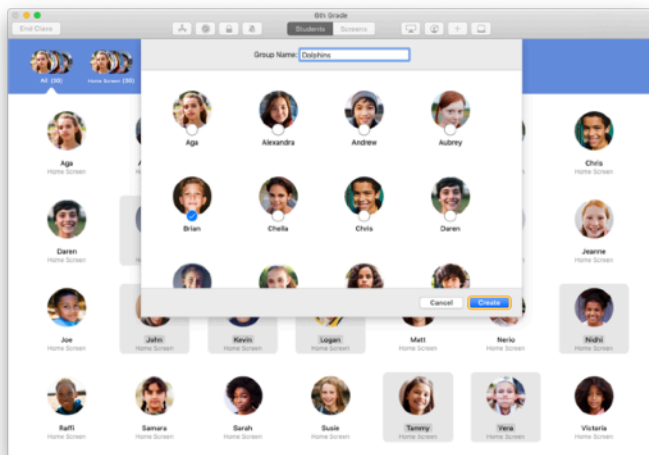 6th Grade
End Class
Students
Screens
Group Name: Dolphins
All (30)
Home Screen (30)
Aga
Alexandra
Andrew
Aubrey
Brian
Chella
Chris
Daren
Cancel
Create
Aga
Home Screen
Chris
Home Screen
Daren
Home Screen
Jeanne
Home Screen
Joe
Home Screen
John
Home Screen
Kevin
Home Screen
Logan
Home Screen
Matt
Home Screen
Nerio
Home Screen
Nidhi
Home Screen
Raffi
Home Screen
Samara
Home Screen
Sarah
Home Screen
Susie
Home Screen
Tammy
Home Screen
Vera
Home Screen
Victoria
Home Screen